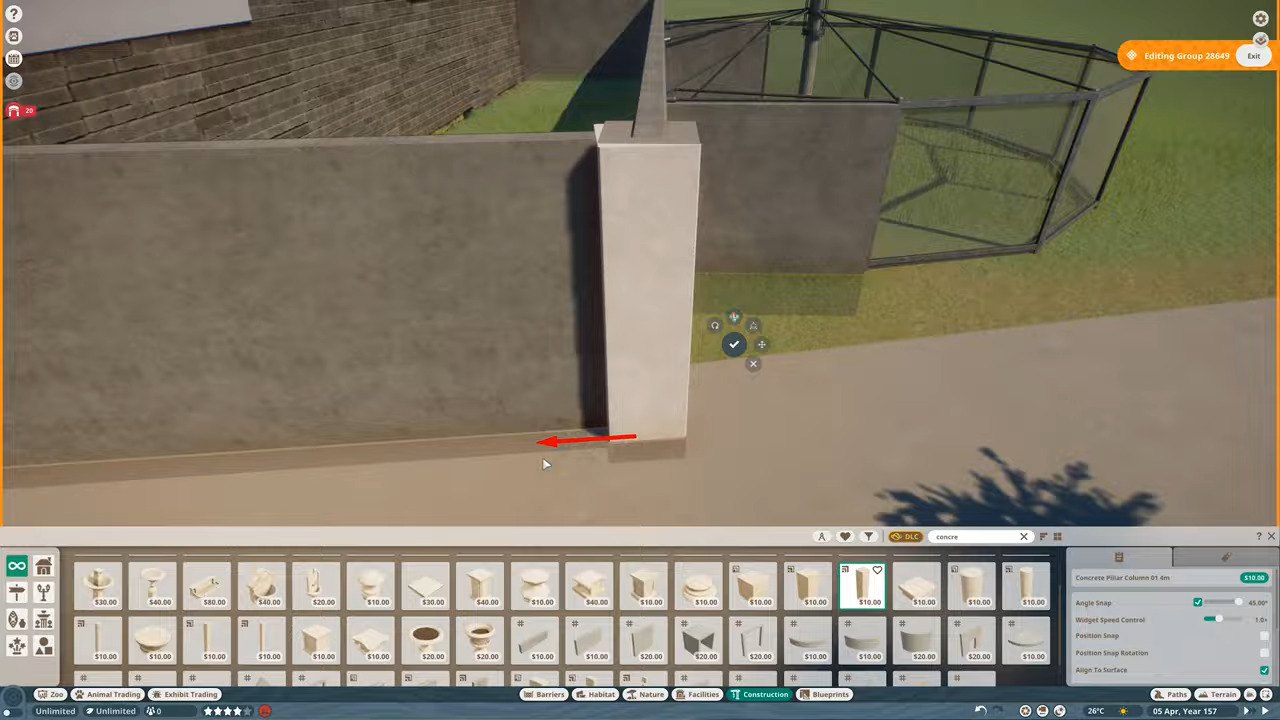 ?
20
Editing Group 28649
Exit
DLC
concre
?
$30.00
$40.00
$80.00
$40.00
$20.00
$10.00
$30.00
$40.00
$10.00
$40.00
$10.00
$20.00
$10.00
$10.00
$10.00
$10.00
$10.00
$10.00
$10.00
$20.00
$10.00
$10.00
$10.00
$10.00
$20.00
$20.00
$10.00
$10.00
$20.00
$20.00
$10.00
$10.00
$10.00
$20.00
$10.00
$10.00
Concrete Pillar Column 01 4m
$10.00
Angle Snap
45.00°
Widget Speed Control
1.0×
Position Snap
Position Snap Rotation
Align To Surface
Zoo
Animal Trading
Exhibit Trading
Barriers
Habitat
Nature
Facilities
Construction
Blueprints
Paths
Terrain
Unlimited
Unlimited
0
26°C
05 Apr, Year 157